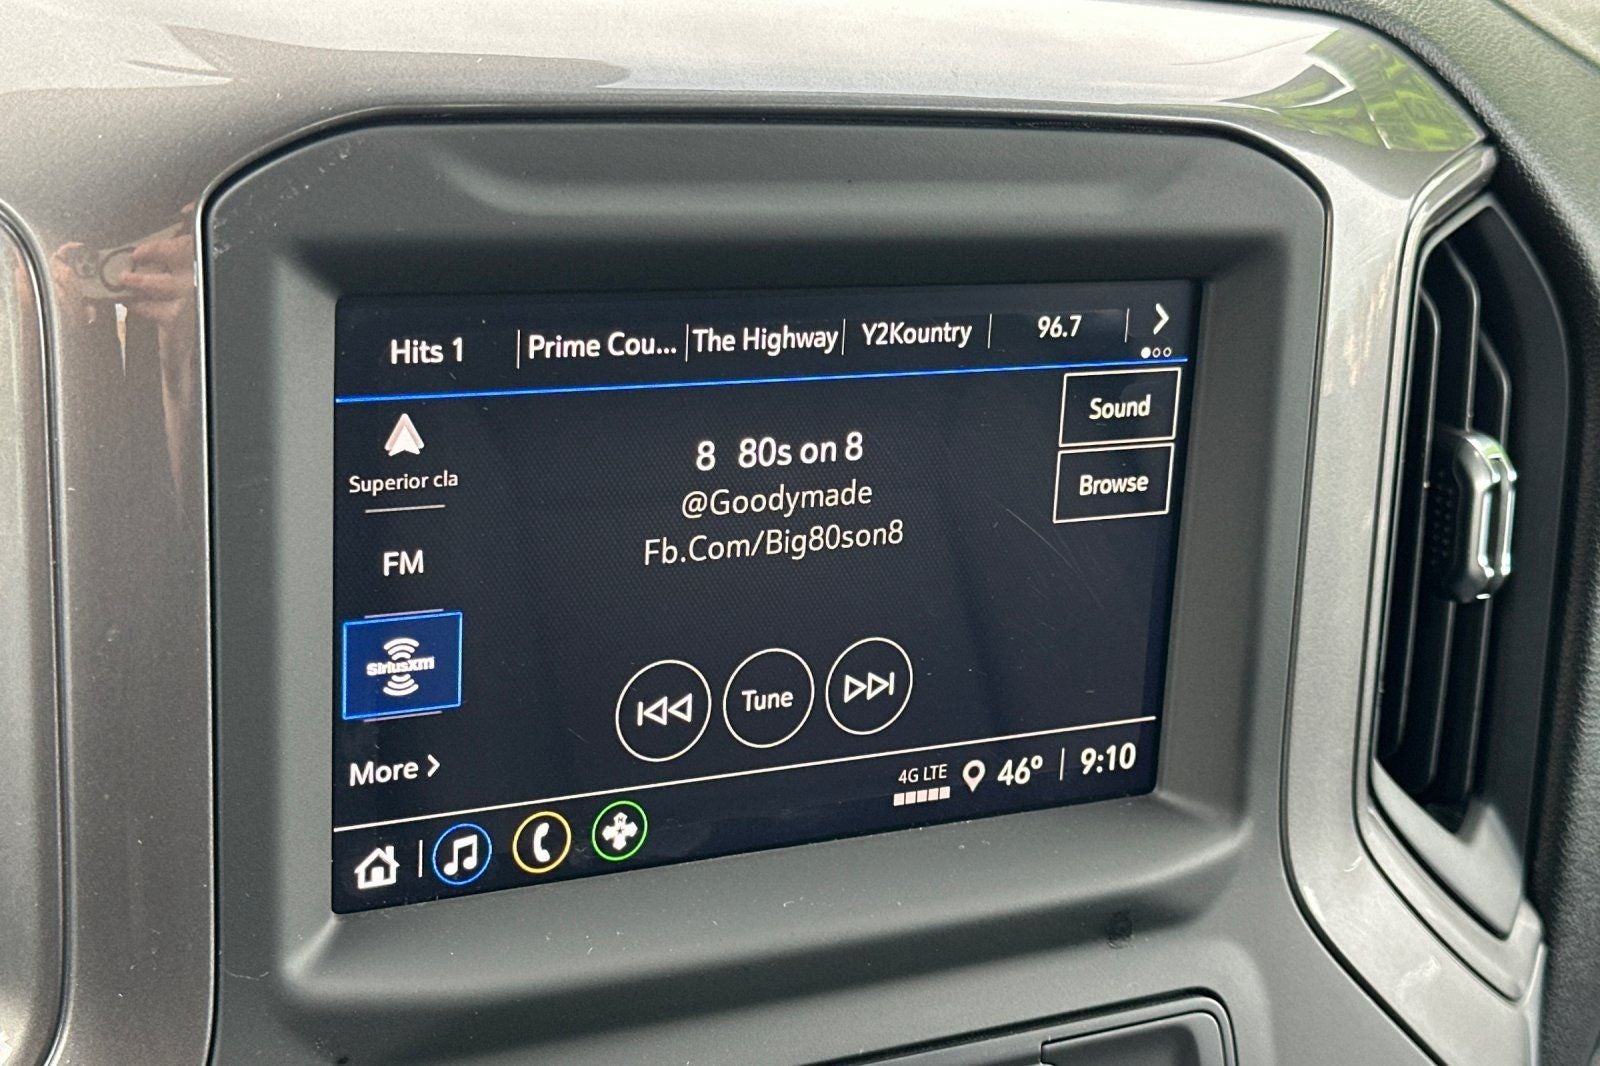 Hits 1
Prime Cou...
The Highway
Y2Kountry
96.7
Superior cla
8 80s on 8
@Goodymade
Fb.Com/Big80son8
Sound
Browse
FM
SiriusXM
Tune
More
4G LTE
46°
9:10